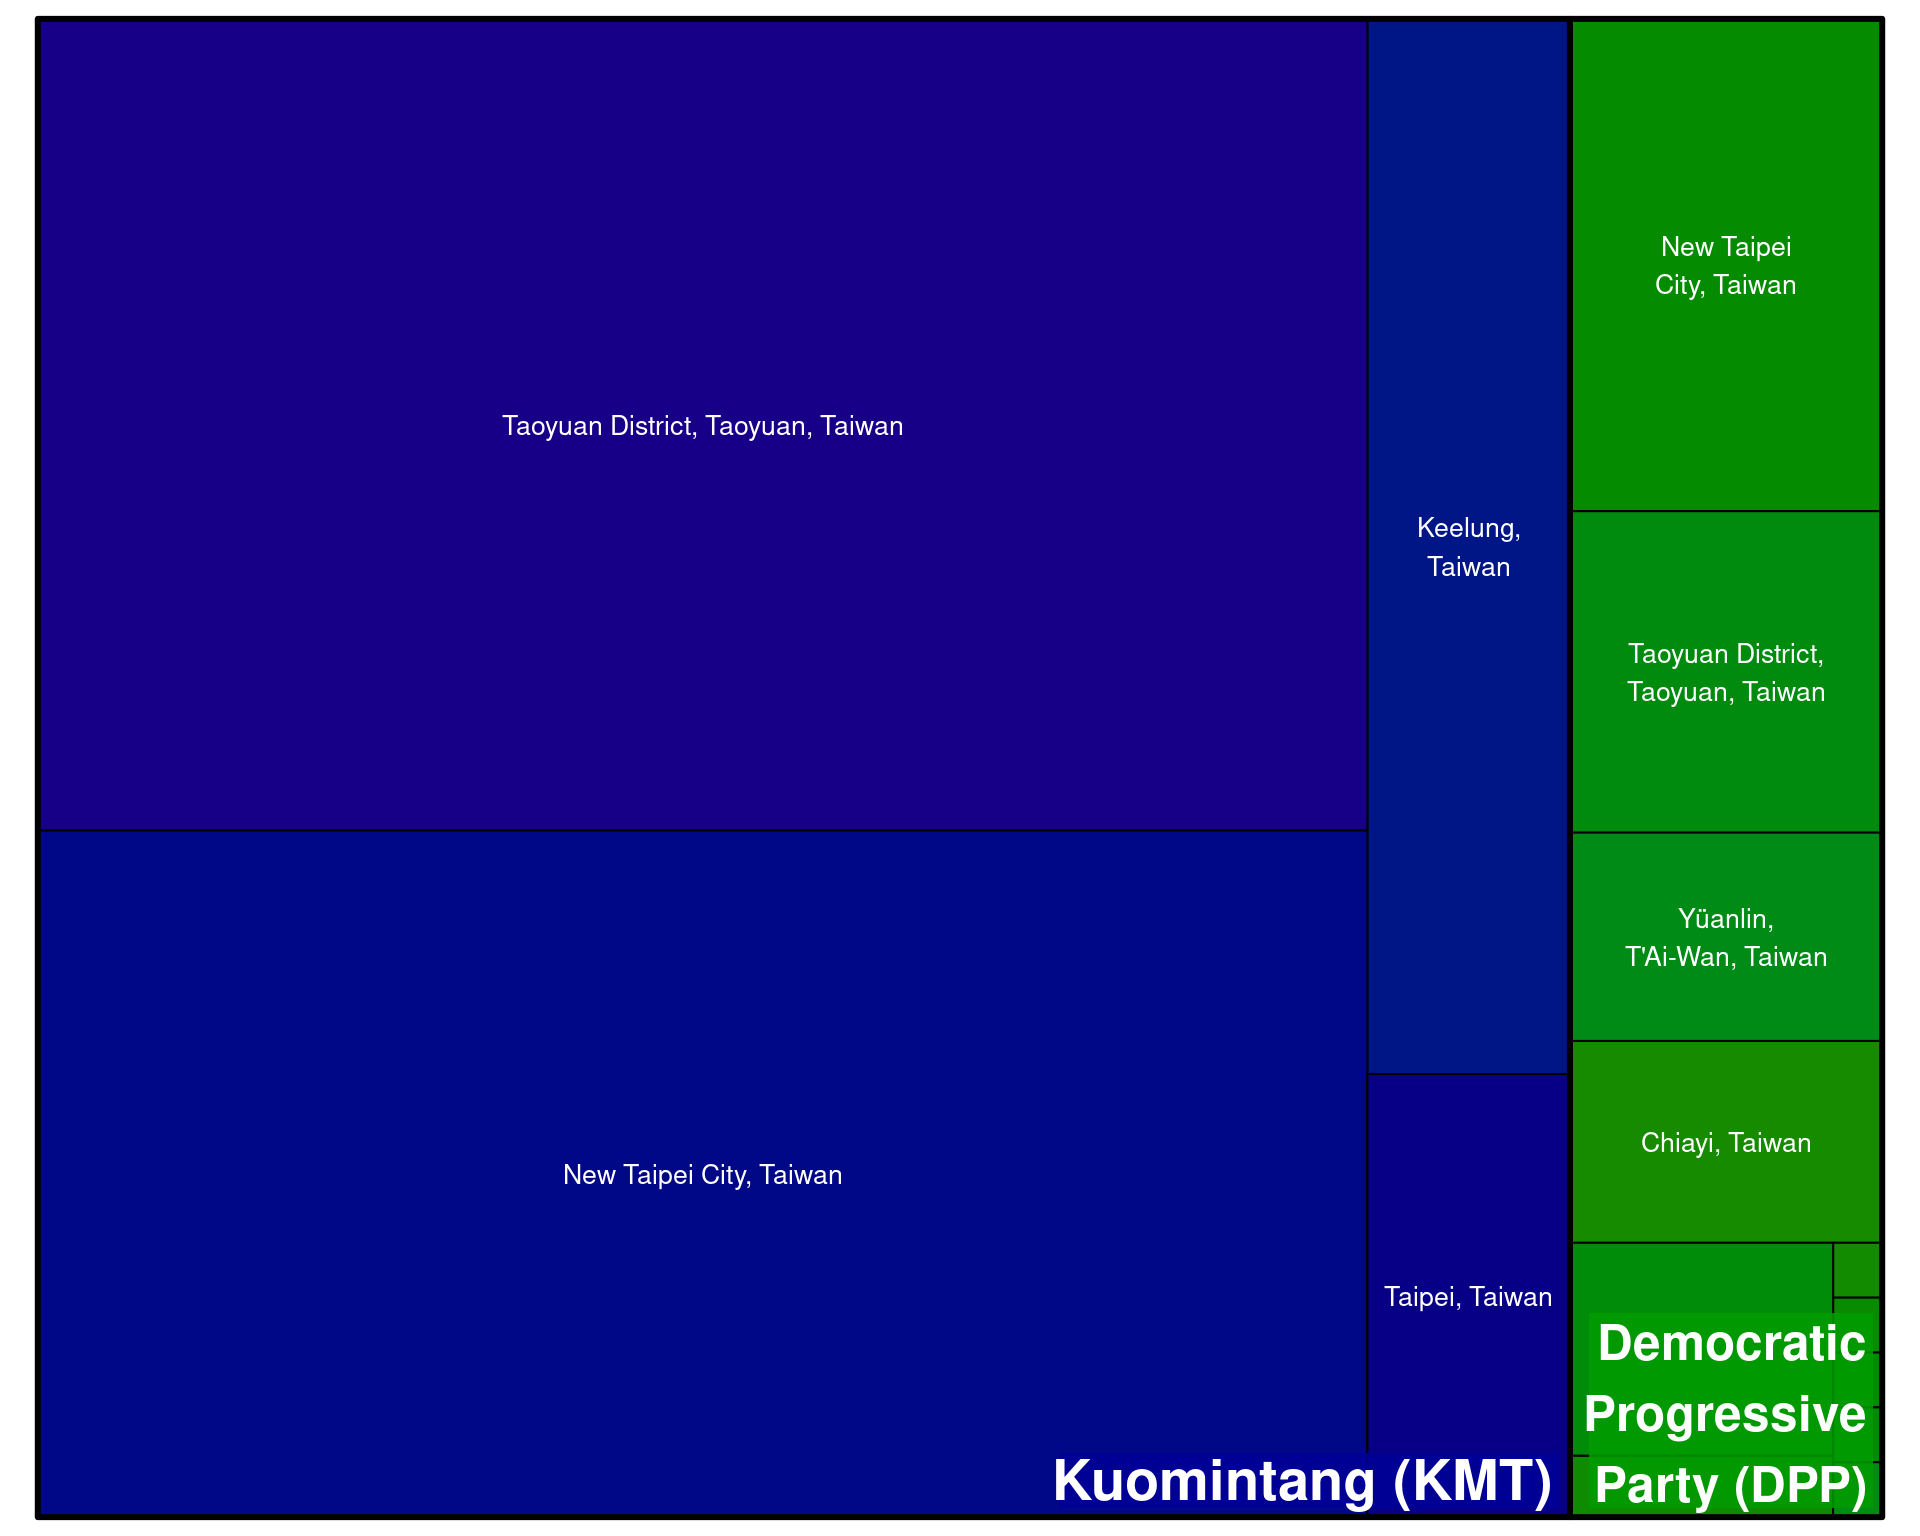 Taoyuan District, Taoyuan, Taiwan
New Taipei City, Taiwan
Keelung,
Taiwan
Taipei, Taiwan
Kuomintang (KMT)
New Taipei
City, Taiwan
Taoyuan District,
Taoyuan, Taiwan
Yüanlin,
T'Ai-Wan, Taiwan
Chiayi, Taiwan
Democratic
Progressive
Party (DPP)